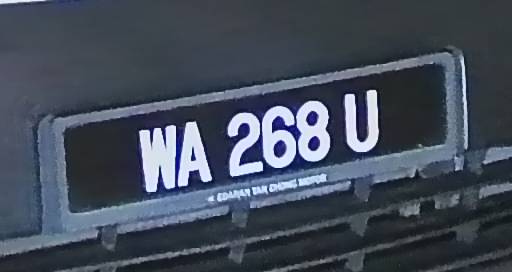 WA 268 U
EDARAN TAN CHONG MOTOR